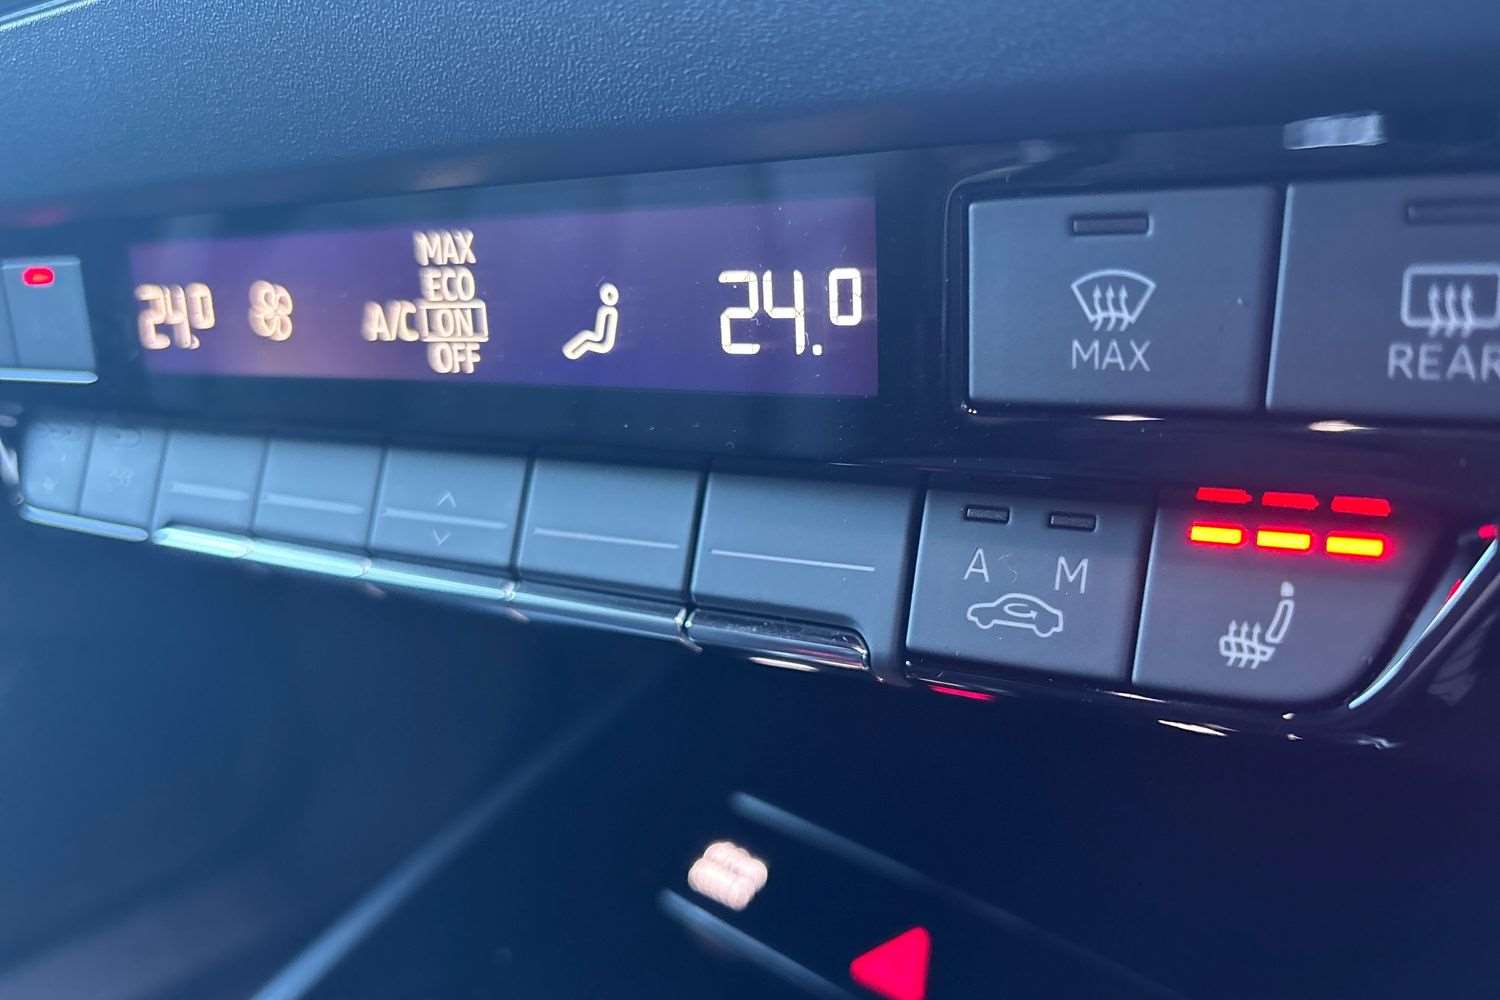 24.0
MAX
ECO
A/C ON
OFF
24.0
MAX
REAR
A M